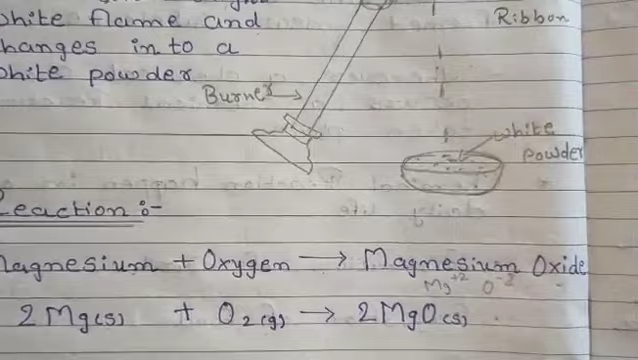 white flame and
changes in to a
white powder
Ribbon
Burner
white
powder
Reaction :-
Magnesium + Oxygen → Magnesium Oxide
Mg+2 O-2
2Mg(s) + O2(g) → 2MgO(s)